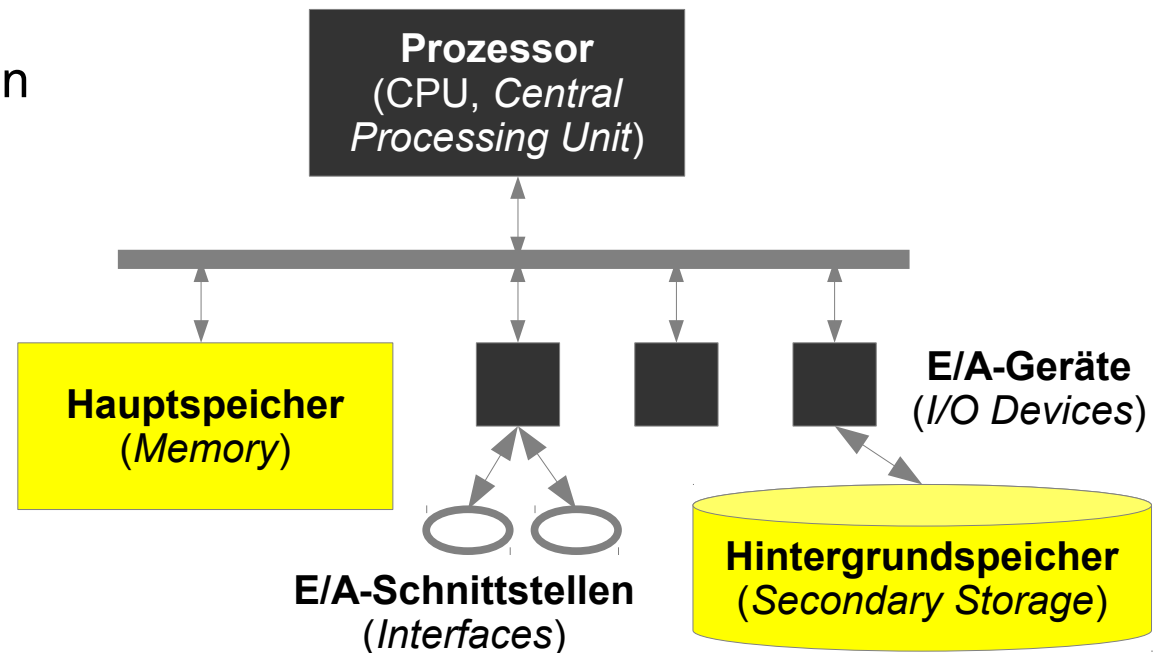 n
Prozessor
(CPU, Central
Processing Unit)
Hauptspeicher
(Memory)
E/A-Geräte
(I/O Devices)
E/A-Schnittstellen
(Interfaces)
Hintergrundspeicher
(Secondary Storage)